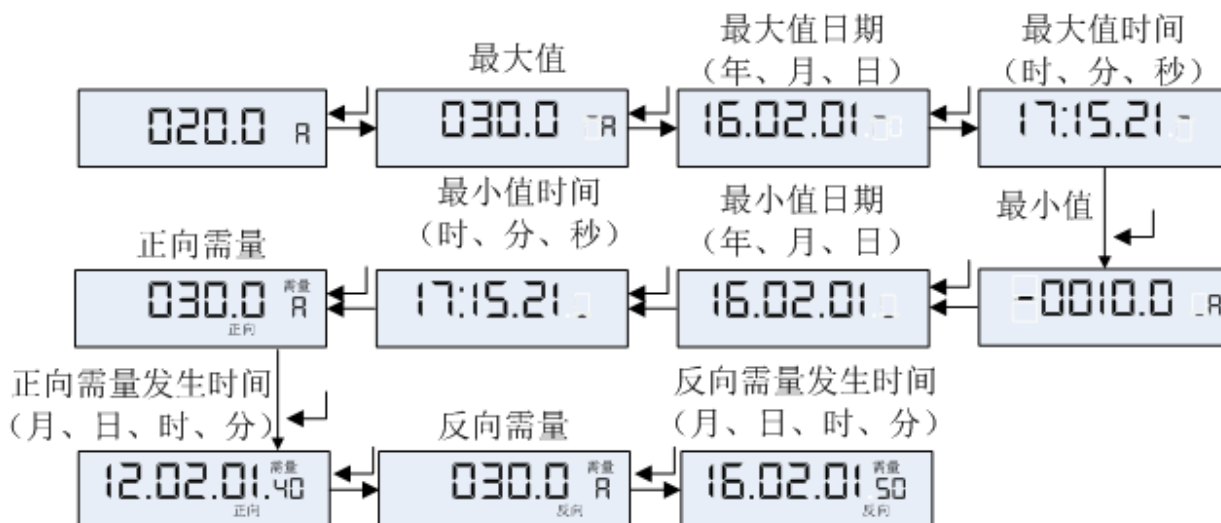 最大值
最大值日期
（年、月、日）
最大值时间
（时、分、秒）
020.0 A
030.0 A
16.02.01.
17:15.21.
最小值时间
（时、分、秒）
最小值日期
（年、月、日）
最小值
正向需量
030.0 需量 A
正向
17:15.21.
16.02.01.
-0010.0 A
正向需量发生时间
（月、日、时、分）
反向需量
反向需量发生时间
（月、日、时、分）
12.02.01.40 需量
正向
030.0 需量 A
反向
16.02.01.50 需量
反向